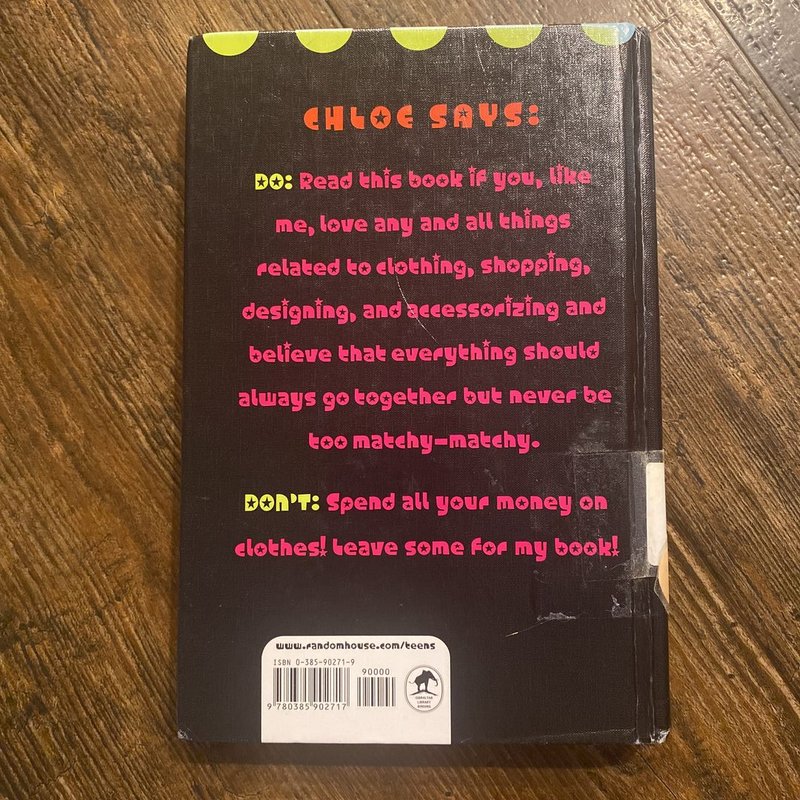 CHLOE SAYS:
DO: Read this book if you, like
me, love any and all things
related to clothing, shopping,
designing, and accessorizing and
believe that everything should
always go together but never be
too matchy-matchy.
DON'T: Spend all your money on
clothes! Leave some for my book!
www.randomhouse.com/teens
ISBN 0-385-90271-9
90000
9 780385 902717
GIBRALTAR
LIBRARY
BINDING